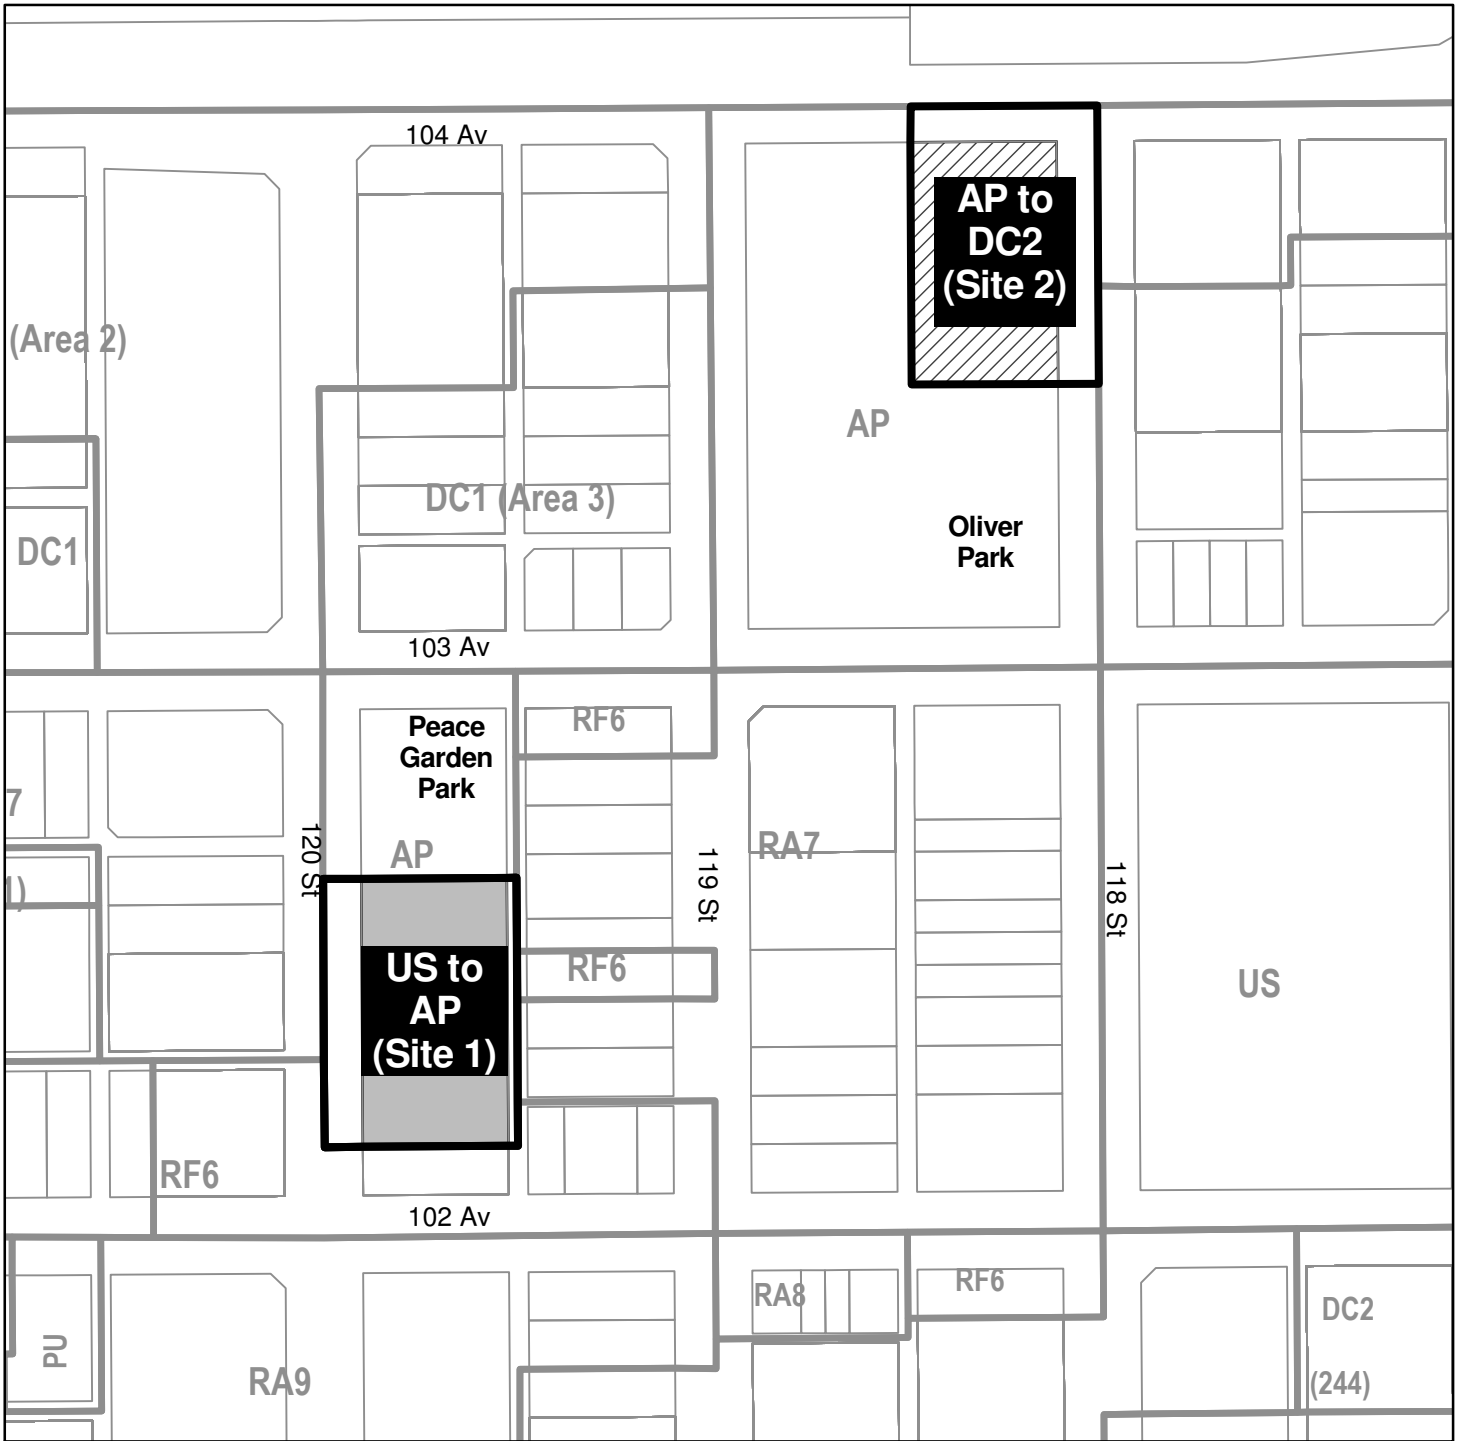 104 Av
AP to
DC2
(Site 2)
(Area 2)
AP
DC1 (Area 3)
Oliver
Park
DC1
103 Av
Peace
Garden
Park
RF6
7
120 St
AP
119 St
RA7
118 St
1)
US to
AP
(Site 1)
RF6
US
RF6
102 Av
RA8
RF6
DC2
(244)
PU
RA9